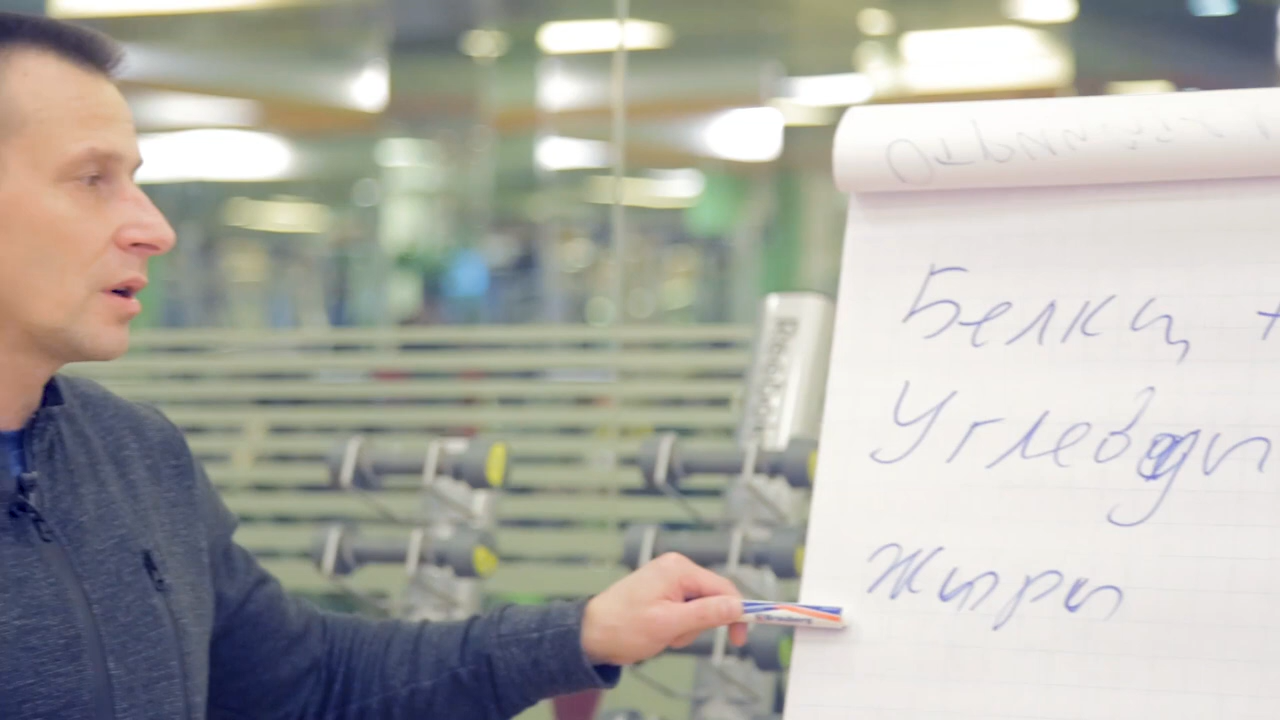 Белки +
Углеводы
Жиры